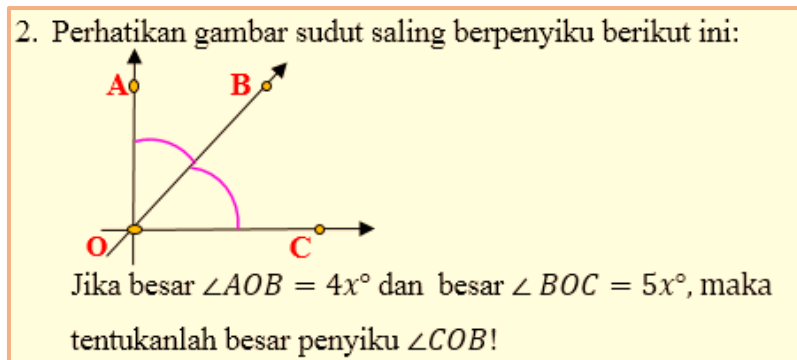 2. Perhatikan gambar sudut saling berpenyiku berikut ini:
A B
O C
Jika besar ∠AOB = 4x° dan besar ∠ BOC = 5x°, maka
tentukanlah besar penyiku ∠COB!